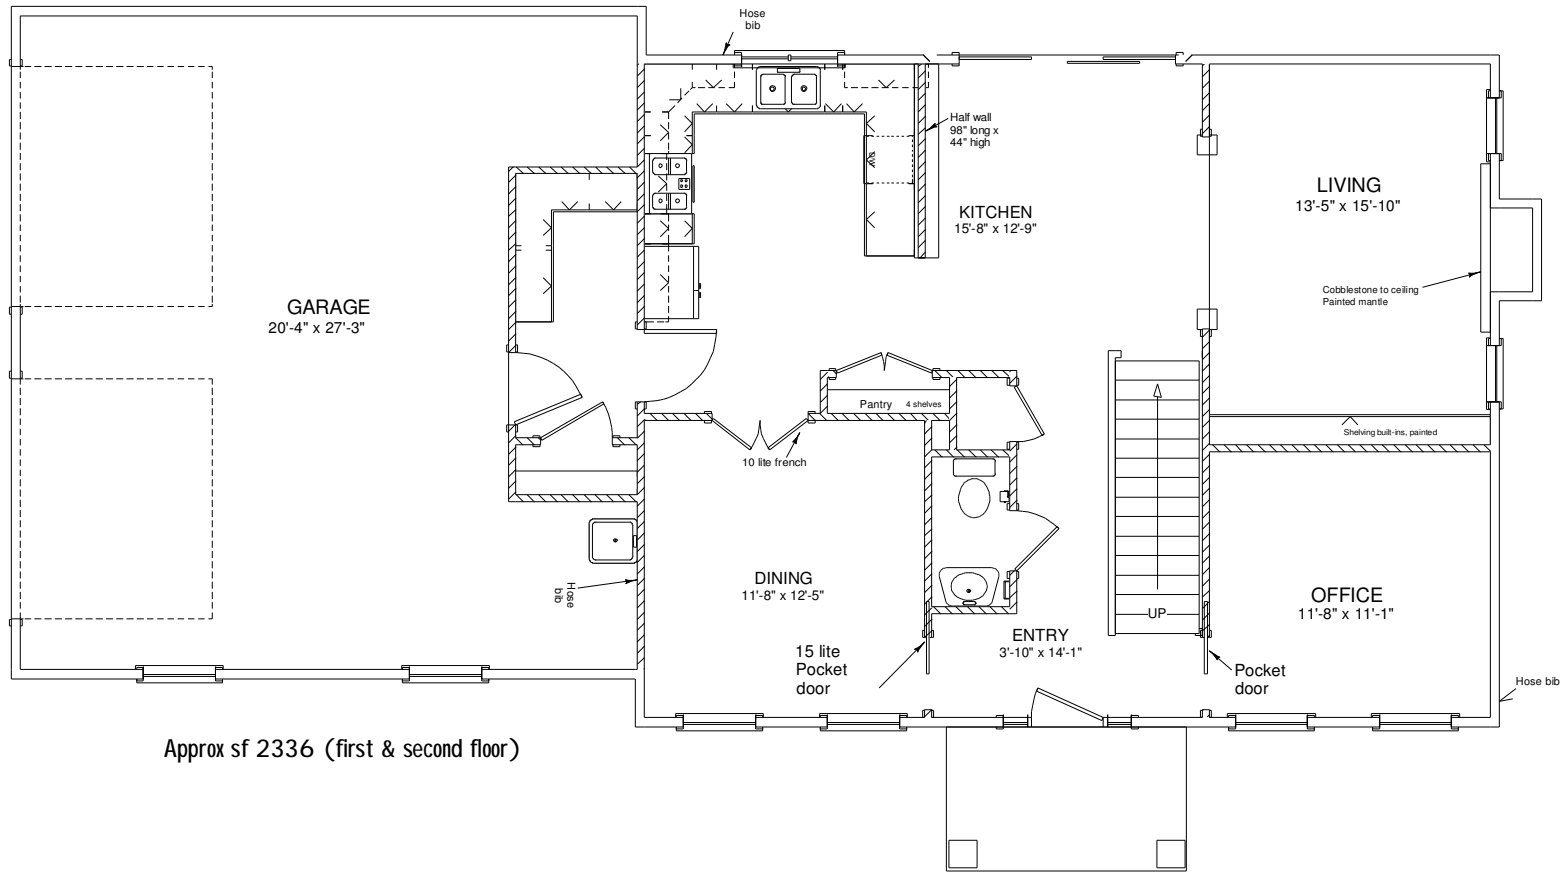 Hose
bib
Half wall
98" long x
44" high
LIVING
13'-5" x 15'-10"
KITCHEN
15'-8" x 12'-9"
Cobblestone to ceiling
Painted mantle
GARAGE
20'-4" x 27'-3"
Pantry 4 shelves
Shelving built-ins, painted
10 lite french
DINING
11'-8" x 12'-5"
Hose
bib
UP
OFFICE
11'-8" x 11'-1"
ENTRY
3'-10" x 14'-1"
15 lite
Pocket
door
Pocket
door
Hose bib
Approx sf 2336 (first & second floor)